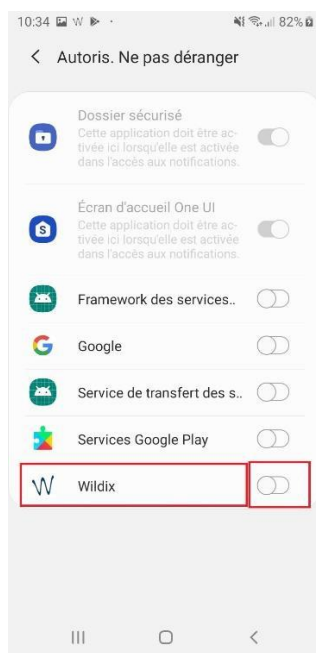 10:34 W 82%
Autoris. Ne pas déranger
Dossier sécurisé
Cette application doit être ac-
tivée ici lorsqu'elle est activée
dans l'accès aux notifications.
Écran d'accueil One UI
Cette application doit être ac-
tivée ici lorsqu'elle est activée
dans l'accès aux notifications.
Framework des services..
Google
Service de transfert des s..
Services Google Play
Wildix